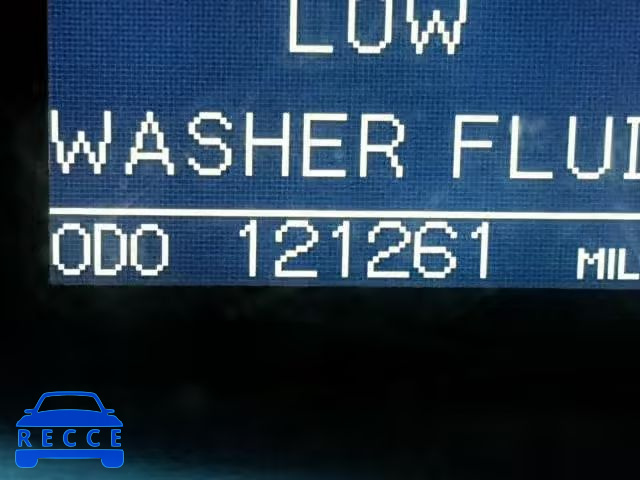 LOW
WASHER FLUI
ODO 121261 MIL
RECCE